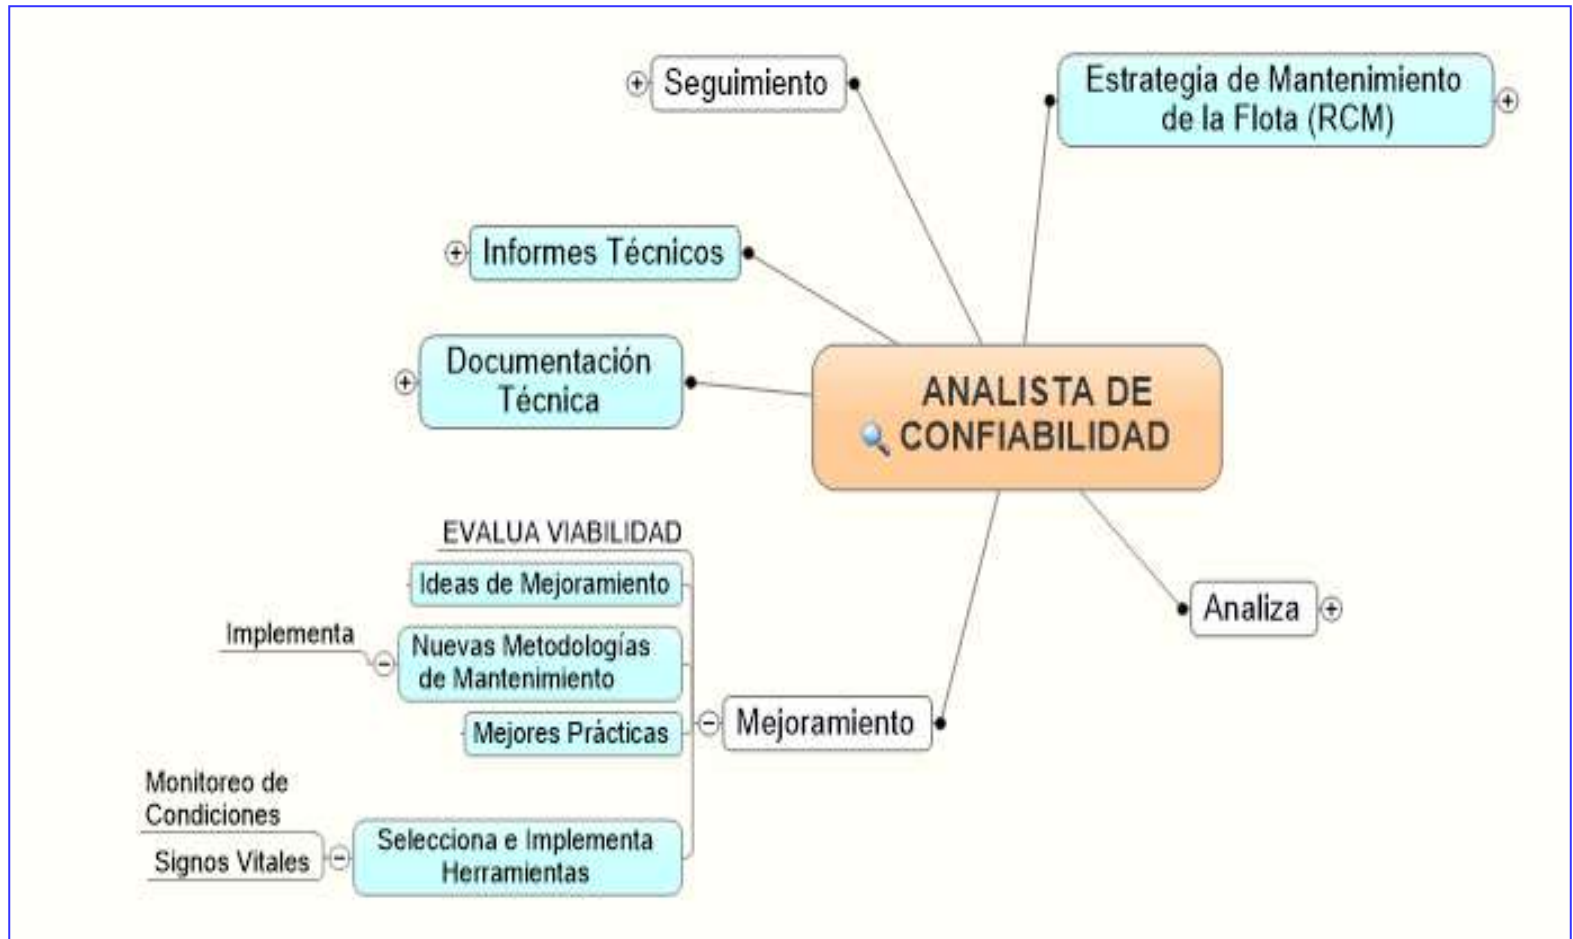 Seguimiento
Estrategia de Mantenimiento
de la Flota (RCM)
Informes Técnicos
Documentación
Técnica
ANALISTA DE
CONFIABILIDAD
EVALUA VIABILIDAD
Ideas de Mejoramiento
Implementa
Nuevas Metodologías
de Mantenimiento
Analiza
Mejoramiento
Mejores Prácticas
Monitoreo de
Condiciones
Signos Vitales
Selecciona e Implementa
Herramientas